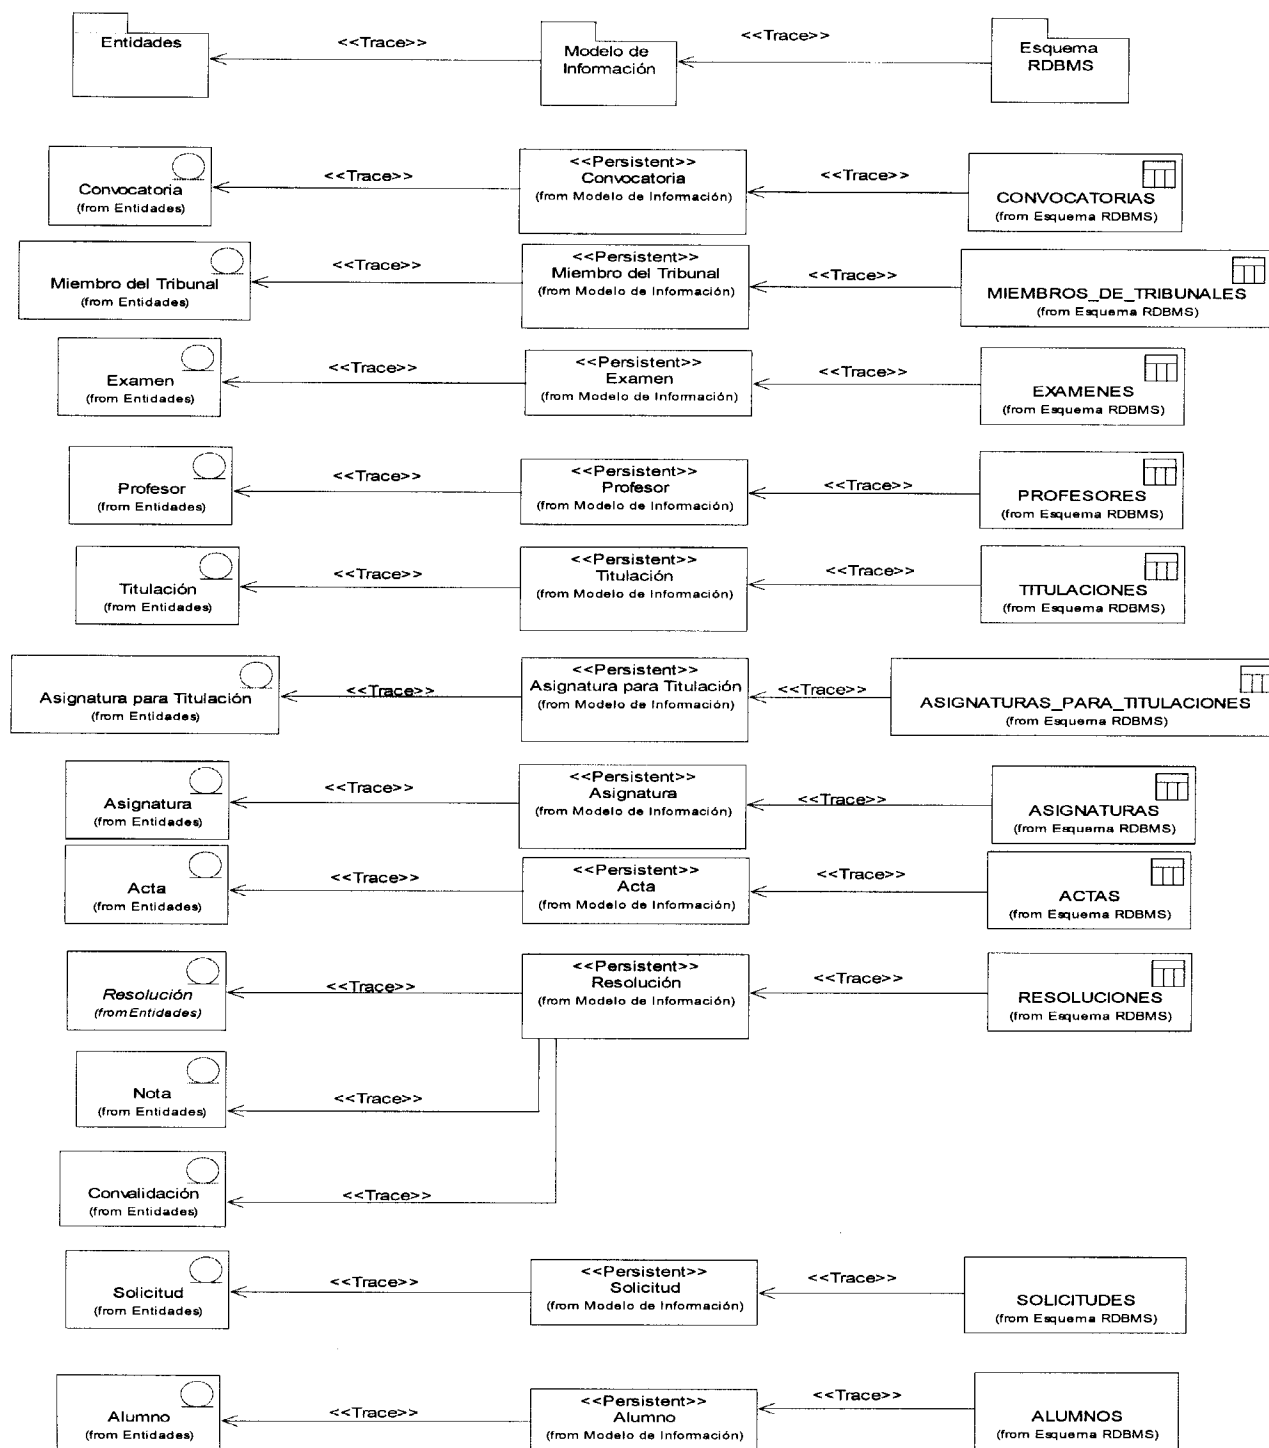 Entidades
<<Trace>>
Modelo de
Información
<<Trace>>
Esquema
RDBMS
Convocatoria
(from Entidades)
<<Trace>>
<<Persistent>>
Convocatoria
(from Modelo de Información)
<<Trace>>
CONVOCATORIAS
(from Esquema RDBMS)
Miembro del Tribunal
(from Entidades)
<<Trace>>
<<Persistent>>
Miembro del Tribunal
(from Modelo de Información)
<<Trace>>
MIEMBROS_DE_TRIBUNALES
(from Esquema RDBMS)
Examen
(from Entidades)
<<Trace>>
<<Persistent>>
Examen
(from Modelo de Información)
<<Trace>>
EXAMENES
(from Esquema RDBMS)
Profesor
(from Entidades)
<<Trace>>
<<Persistent>>
Profesor
(from Modelo de Información)
<<Trace>>
PROFESORES
(from Esquema RDBMS)
Titulación
(from Entidades)
<<Trace>>
<<Persistent>>
Titulación
(from Modelo de Información)
<<Trace>>
TITULACIONES
(from Esquema RDBMS)
Asignatura para Titulación
(from Entidades)
<<Trace>>
<<Persistent>>
Asignatura para Titulación
(from Modelo de Información)
<<Trace>>
ASIGNATURAS_PARA_TITULACIONES
(from Esquema RDBMS)
Asignatura
(from Entidades)
<<Trace>>
<<Persistent>>
Asignatura
(from Modelo de Información)
<<Trace>>
ASIGNATURAS
(from Esquema RDBMS)
Acta
(from Entidades)
<<Trace>>
<<Persistent>>
Acta
(from Modelo de Información)
<<Trace>>
ACTAS
(from Esquema RDBMS)
Resolución
(from Entidades)
<<Trace>>
<<Persistent>>
Resolución
(from Modelo de Información)
<<Trace>>
RESOLUCIONES
(from Esquema RDBMS)
Nota
(from Entidades)
<<Trace>>
Convalidación
(from Entidades)
<<Trace>>
Solicitud
(from Entidades)
<<Trace>>
<<Persistent>>
Solicitud
(from Modelo de Información)
<<Trace>>
SOLICITUDES
(from Esquema RDBMS)
Alumno
(from Entidades)
<<Trace>>
<<Persistent>>
Alumno
(from Modelo de Información)
<<Trace>>
ALUMNOS
(from Esquema RDBMS)